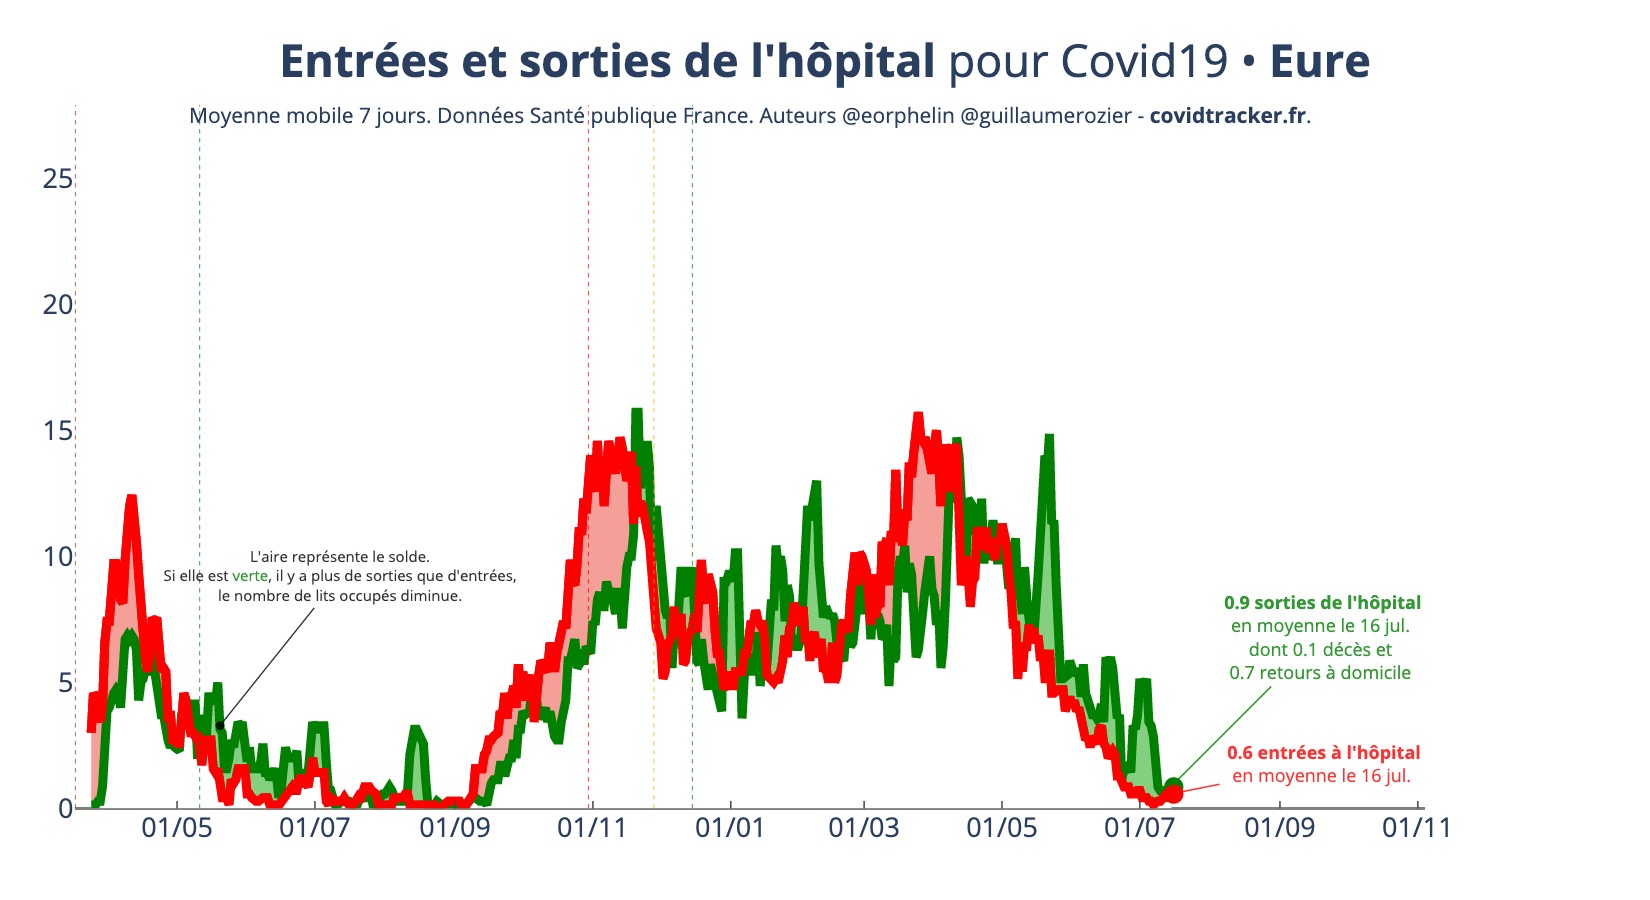 Entrées et sorties de l'hôpital pour Covid19 • Eure
Moyenne mobile 7 jours. Données Santé publique France. Auteurs @eorphelin @guillaumerozier - covidtracker.fr.
25
20
15
10
5
0
L'aire représente le solde.
Si elle est verte, il y a plus de sorties que d'entrées,
le nombre de lits occupés diminue.
0.9 sorties de l'hôpital
en moyenne le 16 jul.
dont 0.1 décès et
0.7 retours à domicile
0.6 entrées à l'hôpital
en moyenne le 16 jul.
01/05 01/07 01/09 01/11 01/01 01/03 01/05 01/07 01/09 01/11